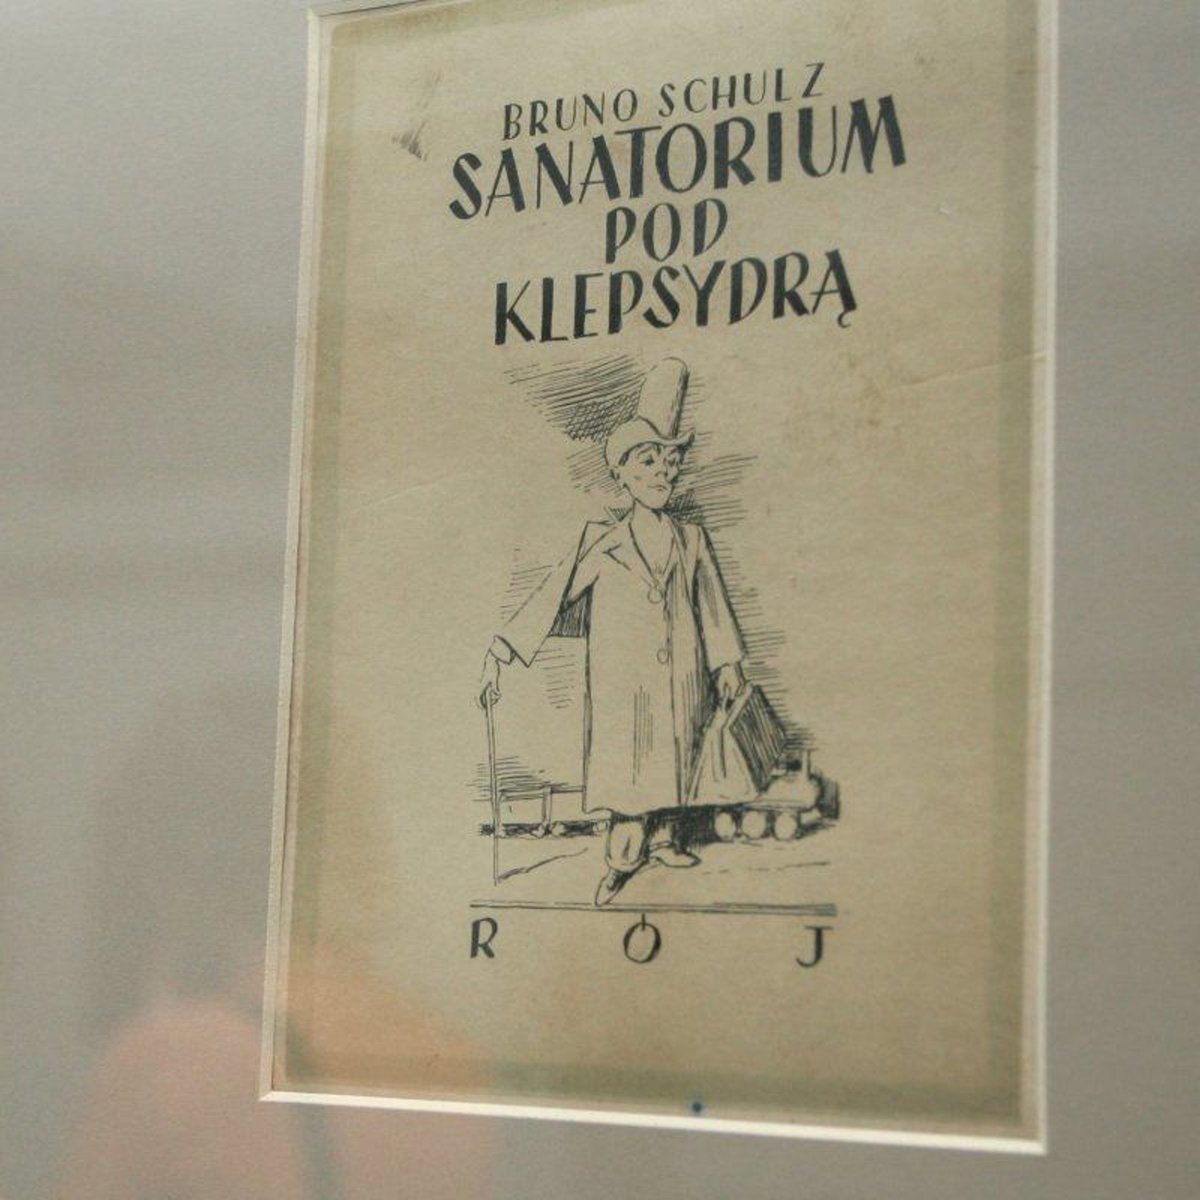 BRUNO SCHULZ
SANATORIUM
POD
KLEPSYDRĄ
RÓJ